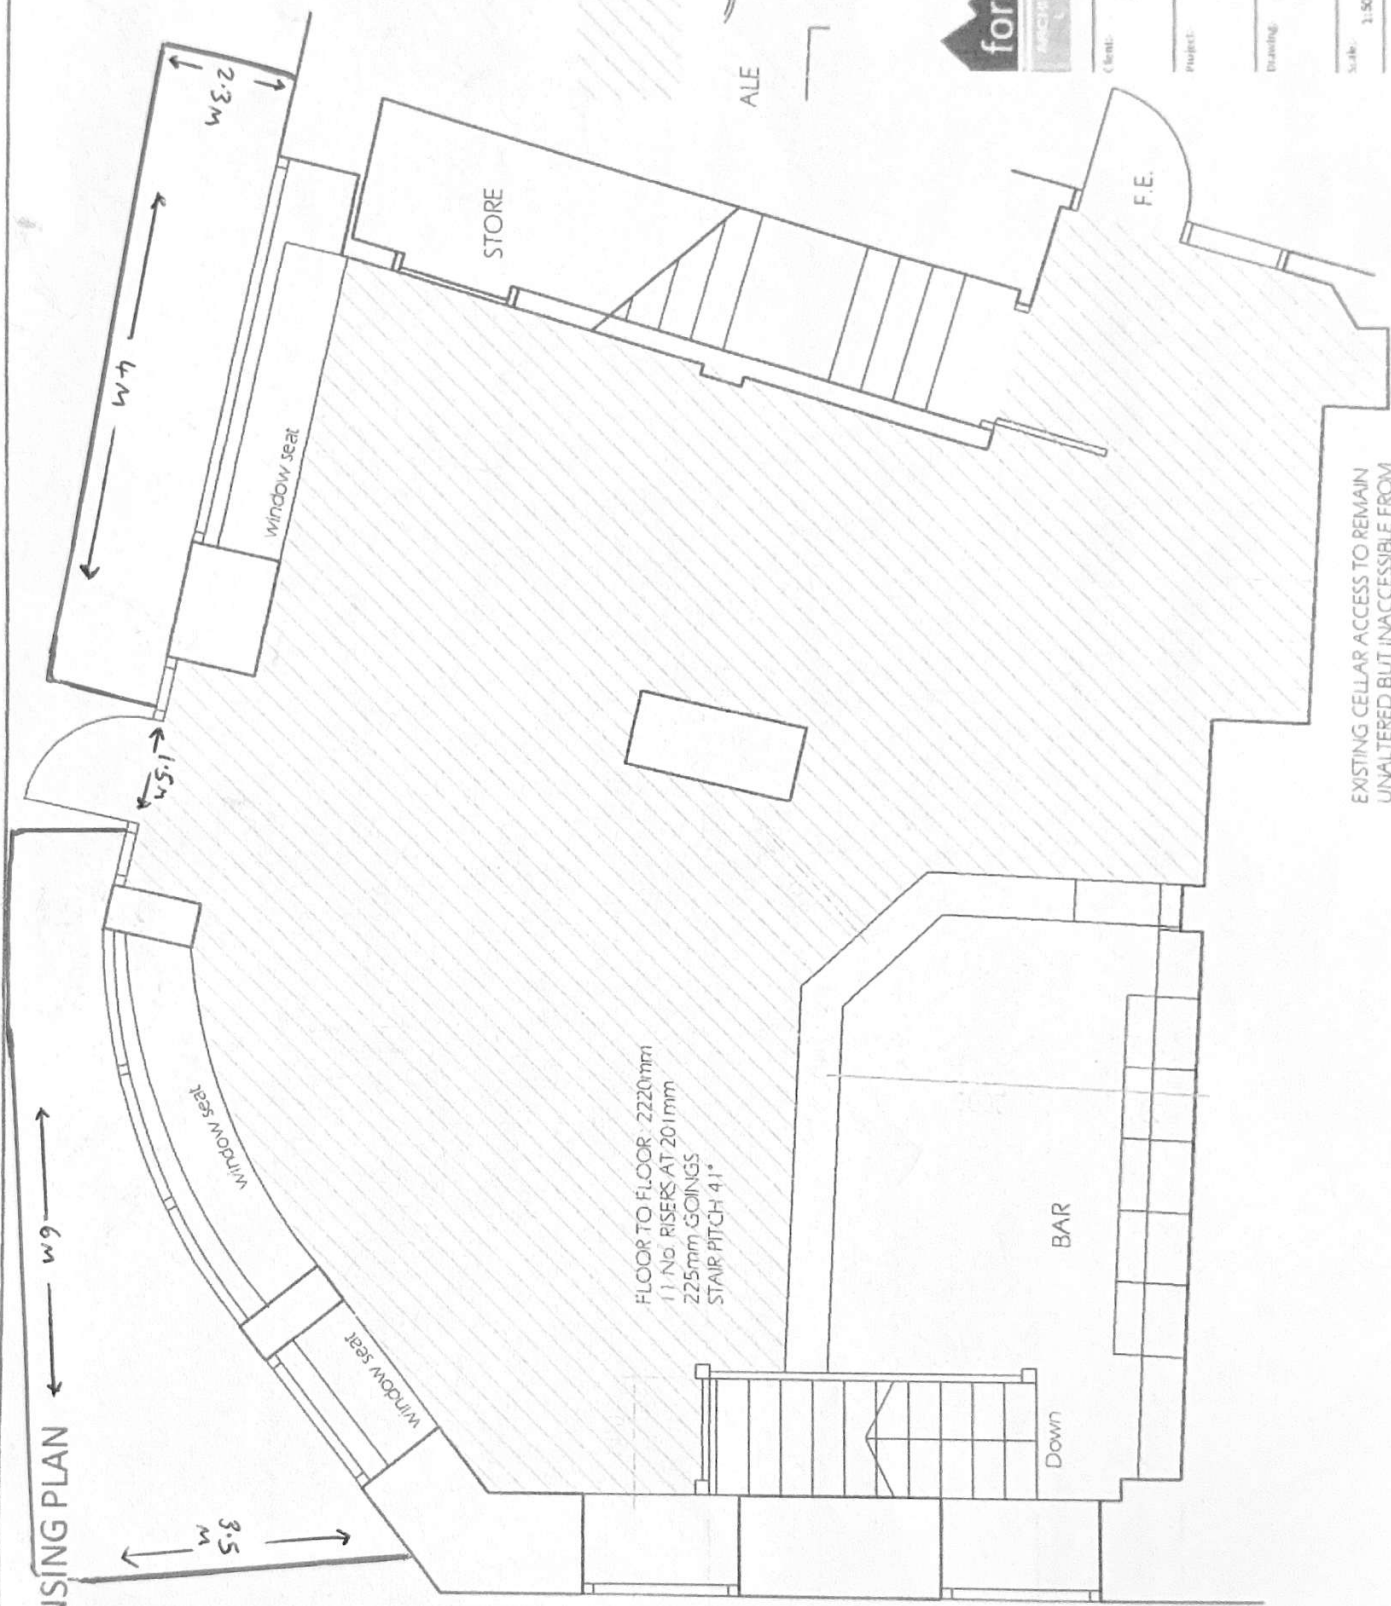 ISING PLAN
2.3m
4m
1.5m
6m
3.5
m
window seat
window seat
window seat
STORE
ALE
F.E.
FLOOR TO FLOOR: 2220mm
11 No. RISERS AT 201mm
225mm GOINGS
STAIR PITCH 41°
BAR
Down
EXISTING CELLAR ACCESS TO REMAIN
UNALTERED BUT INACCESSIBLE FROM
for
Client:
Project:
Drawing:
Scale: